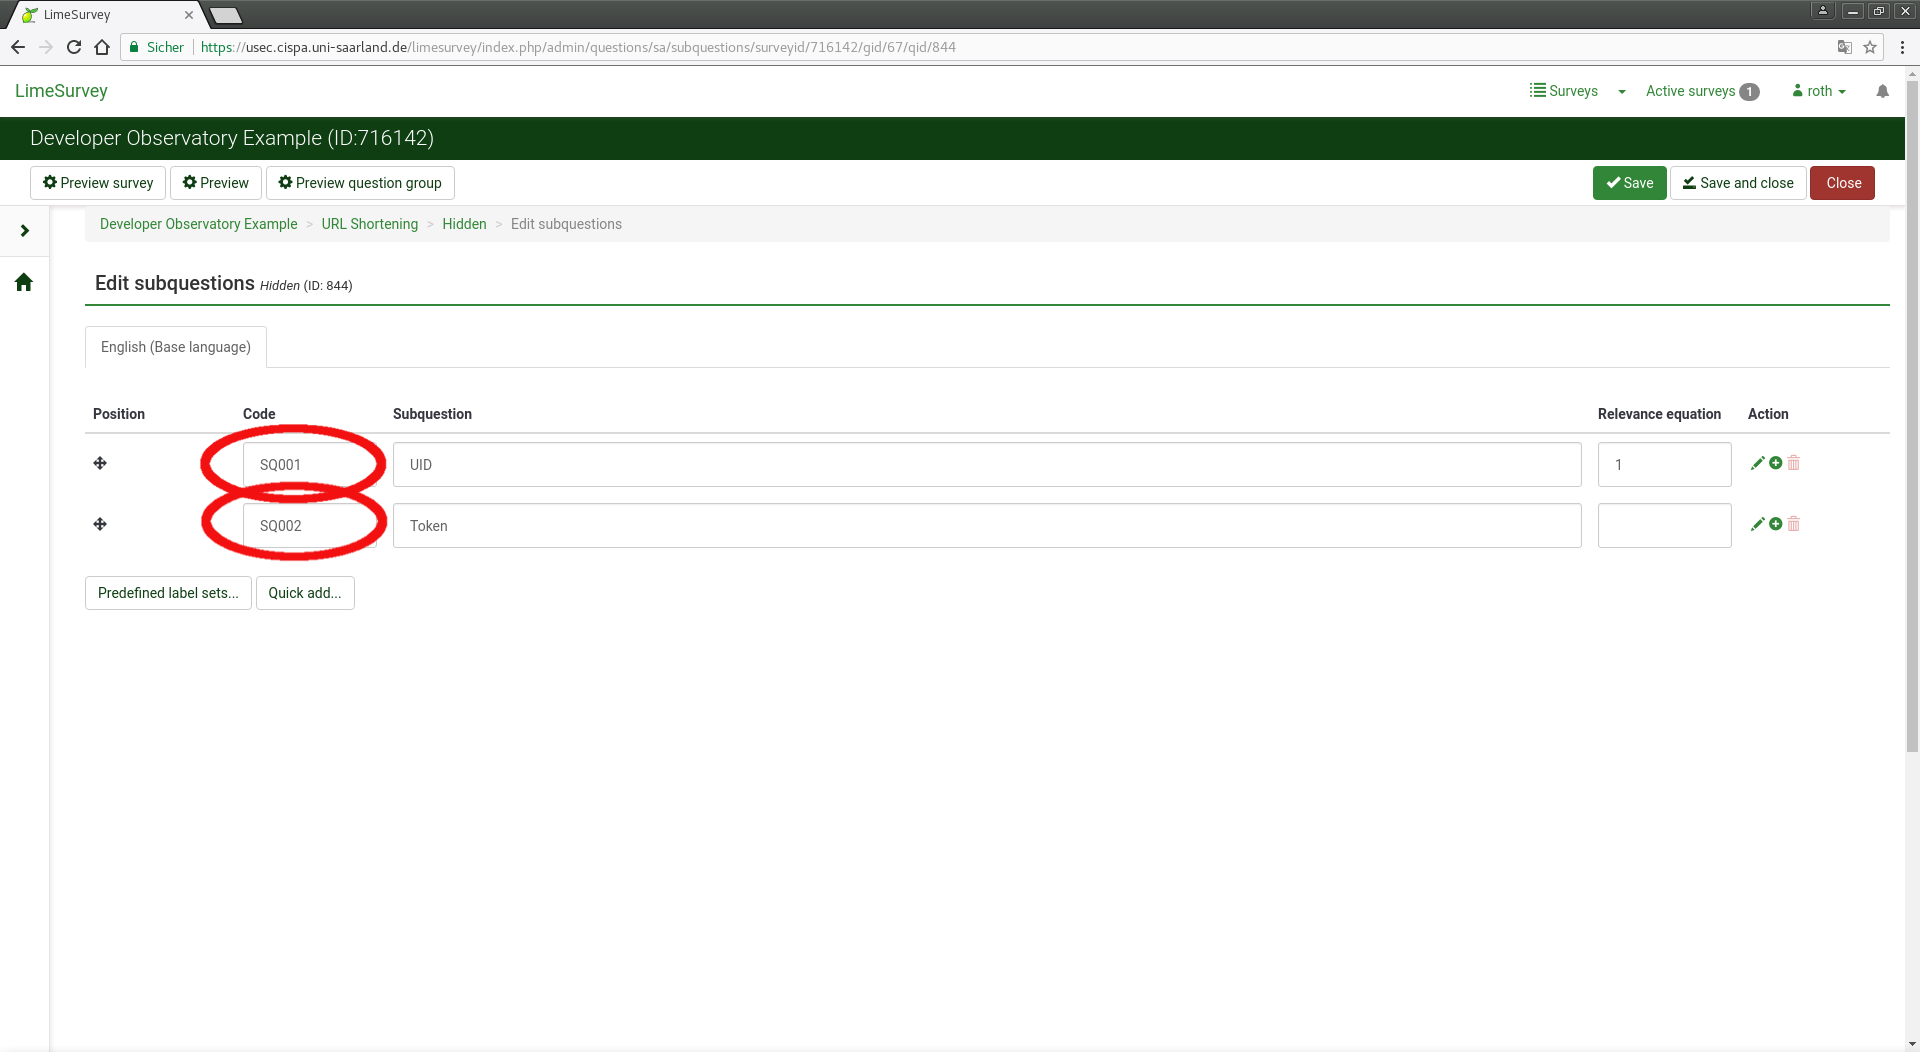 LimeSurvey
Sicher https://usec.cispa.uni-saarland.de/limesurvey/index.php/admin/questions/sa/subquestions/surveyid/716142/gid/67/qid/844
LimeSurvey Surveys Active surveys 1 roth
Developer Observatory Example (ID:716142)
Preview survey Preview Preview question group Save Save and close Close
Developer Observatory Example > URL Shortening > Hidden > Edit subquestions
Edit subquestions Hidden (ID: 844)
English (Base language)
Position Code Subquestion Relevance equation Action
SQ001 UID 1
SQ002 Token
Predefined label sets... Quick add...